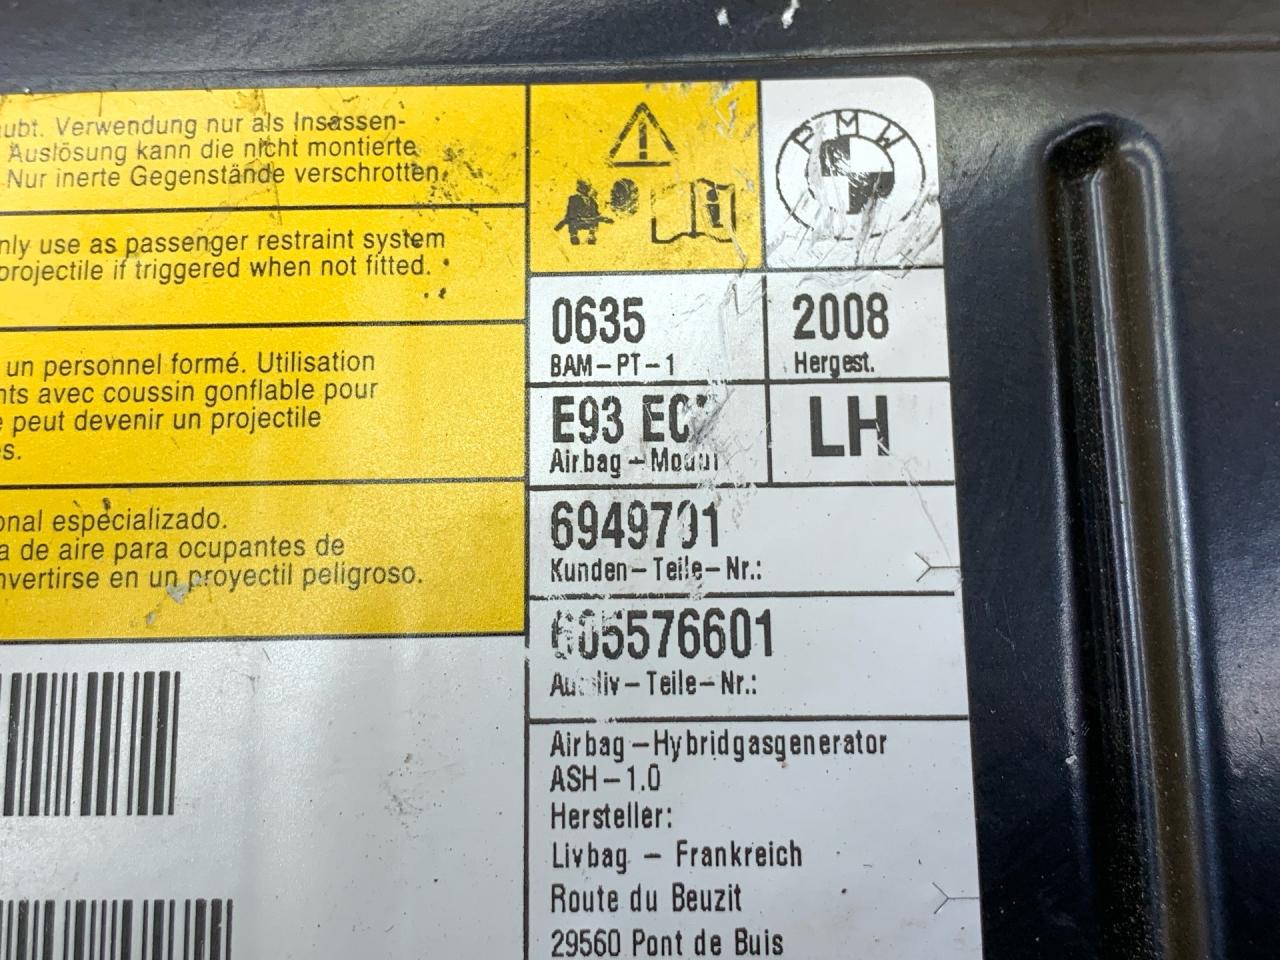 ubt. Verwendung nur als Insassen-
Auslösung kann die nicht montierte
Nur inerte Gegenstände verschrotten.
nly use as passenger restraint system
projectile if triggered when not fitted.
un personnel formé. Utilisation
nts avec coussin gonflable pour
e peut devenir un projectile
s.
onal especializado.
a de aire para ocupantes de
nvertirse en un proyectil peligroso.
BMW
0635
BAM-PT-1
2008
Hergest.
E93
Airbag-Modul
LH
6949701
Kunden-Teile-Nr.:
605576601
Autoliv-Teile-Nr.:
Airbag-Hybridgasgenerator
ASH-1.0
Hersteller:
Livbag - Frankreich
Route du Beuzit
29560 Pont de Buis